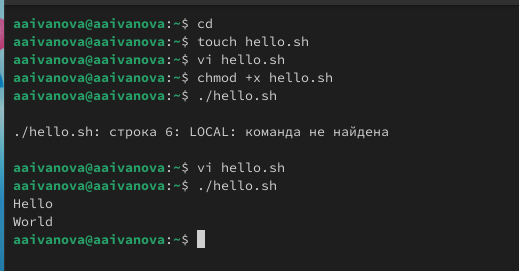 aaivanova@aaivanova:~$ cd
aaivanova@aaivanova:~$ touch hello.sh
aaivanova@aaivanova:~$ vi hello.sh
aaivanova@aaivanova:~$ chmod +x hello.sh
aaivanova@aaivanova:~$ ./hello.sh
./hello.sh: строка 6: LOCAL: команда не найдена
aaivanova@aaivanova:~$ vi hello.sh
aaivanova@aaivanova:~$ ./hello.sh
Hello
World
aaivanova@aaivanova:~$